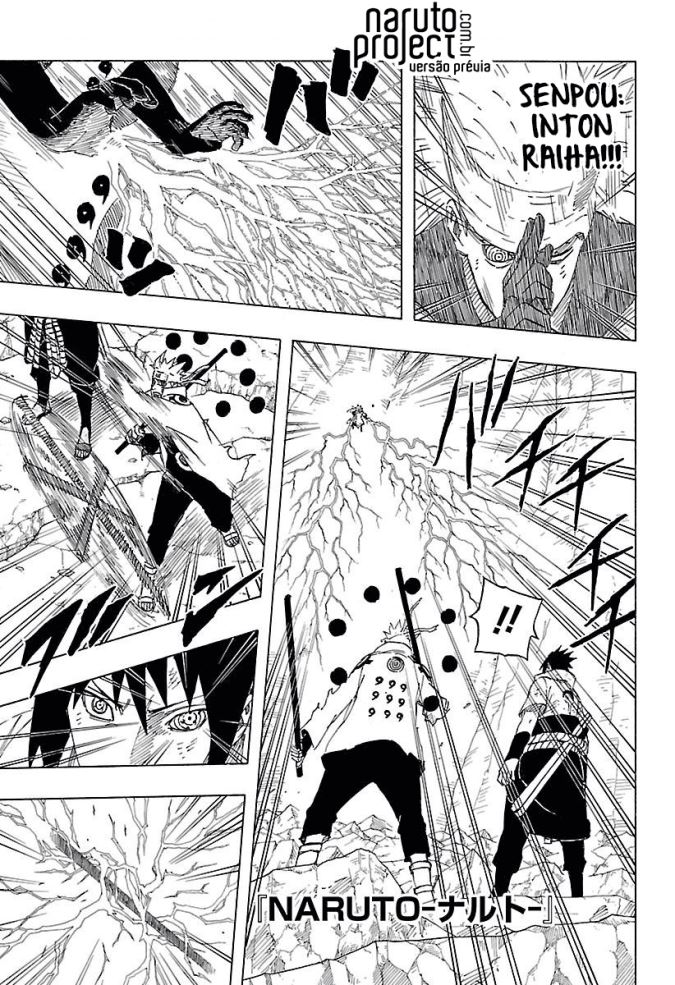 naruto
project
.com.br
versão prévia
SENPOU:
INTON
RAIHA!!!
!!
『NARUTO-ナルト-』